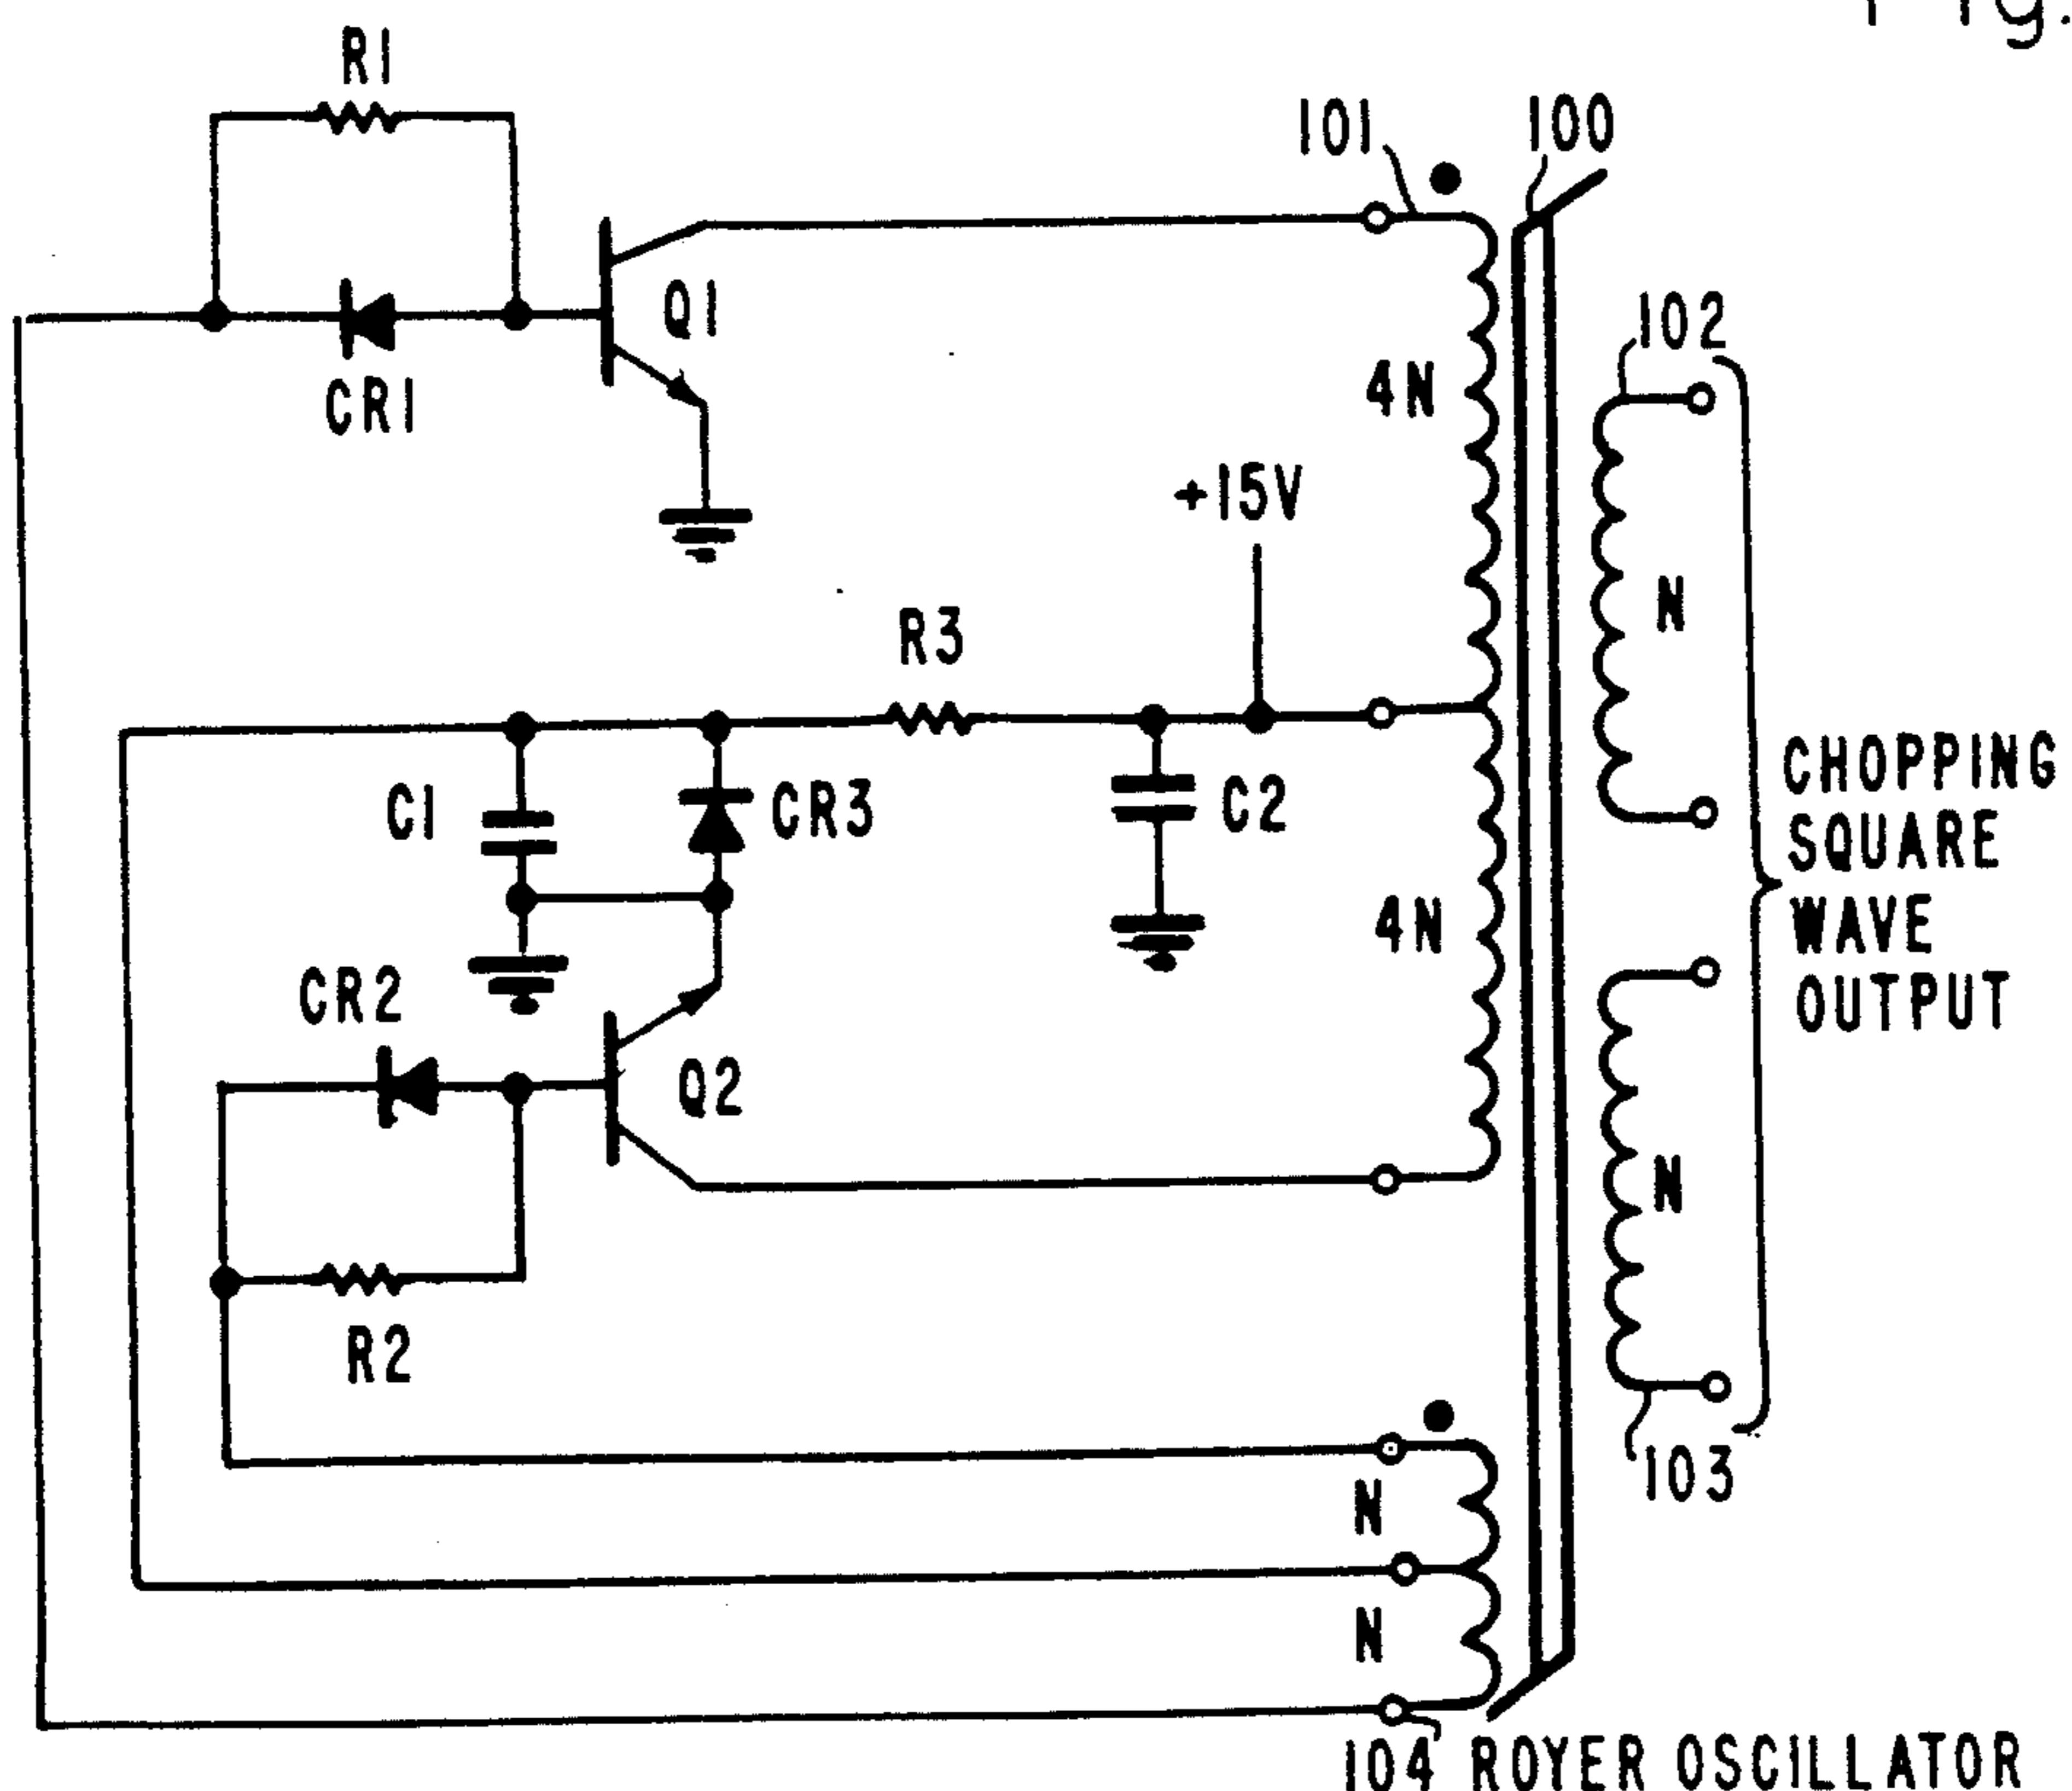 Fig.
R1
101
100
Q1
102
CR1
4N
+15V
N
R3
C1
CR3
C2
4N
CHOPPING
SQUARE
WAVE
OUTPUT
CR2
Q2
N
R2
103
N
N
104 ROYER OSCILLATOR